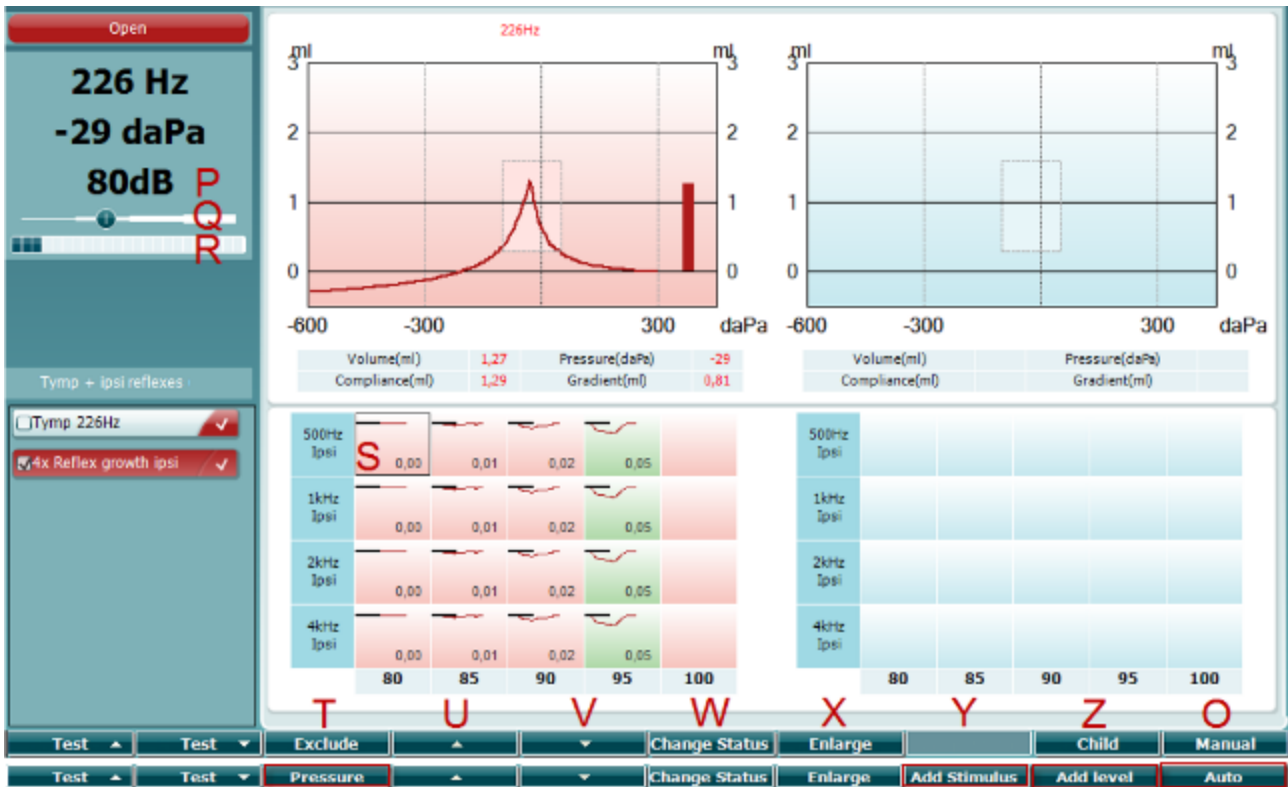 Open
226 Hz
-29 daPa
80dB P
Q
R
Tymp + ipsi reflexes
Tymp 226Hz
4x Reflex growth ipsi
226Hz
ml ml
3 3
2 2
1 1
0 0
-600 -300 300 daPa
Volume(ml) 1,27 Pressure(daPa) -29
Compliance(ml) 1,29 Gradient(ml) 0,81
ml ml
3 3
2 2
1 1
0 0
-600 -300 300 daPa
Volume(ml) Pressure(daPa)
Compliance(ml) Gradient(ml)
500Hz Ipsi S 0,00 0,01 0,02 0,05
1kHz Ipsi 0,00 0,01 0,02 0,05
2kHz Ipsi 0,00 0,01 0,02 0,05
4kHz Ipsi 0,00 0,01 0,02 0,05
80 85 90 95 100
500Hz Ipsi
1kHz Ipsi
2kHz Ipsi
4kHz Ipsi
80 85 90 95 100
T U V W X Y Z O
Test Test Exclude Change Status Enlarge Child Manual
Test Test Pressure Change Status Enlarge Add Stimulus Add level Auto